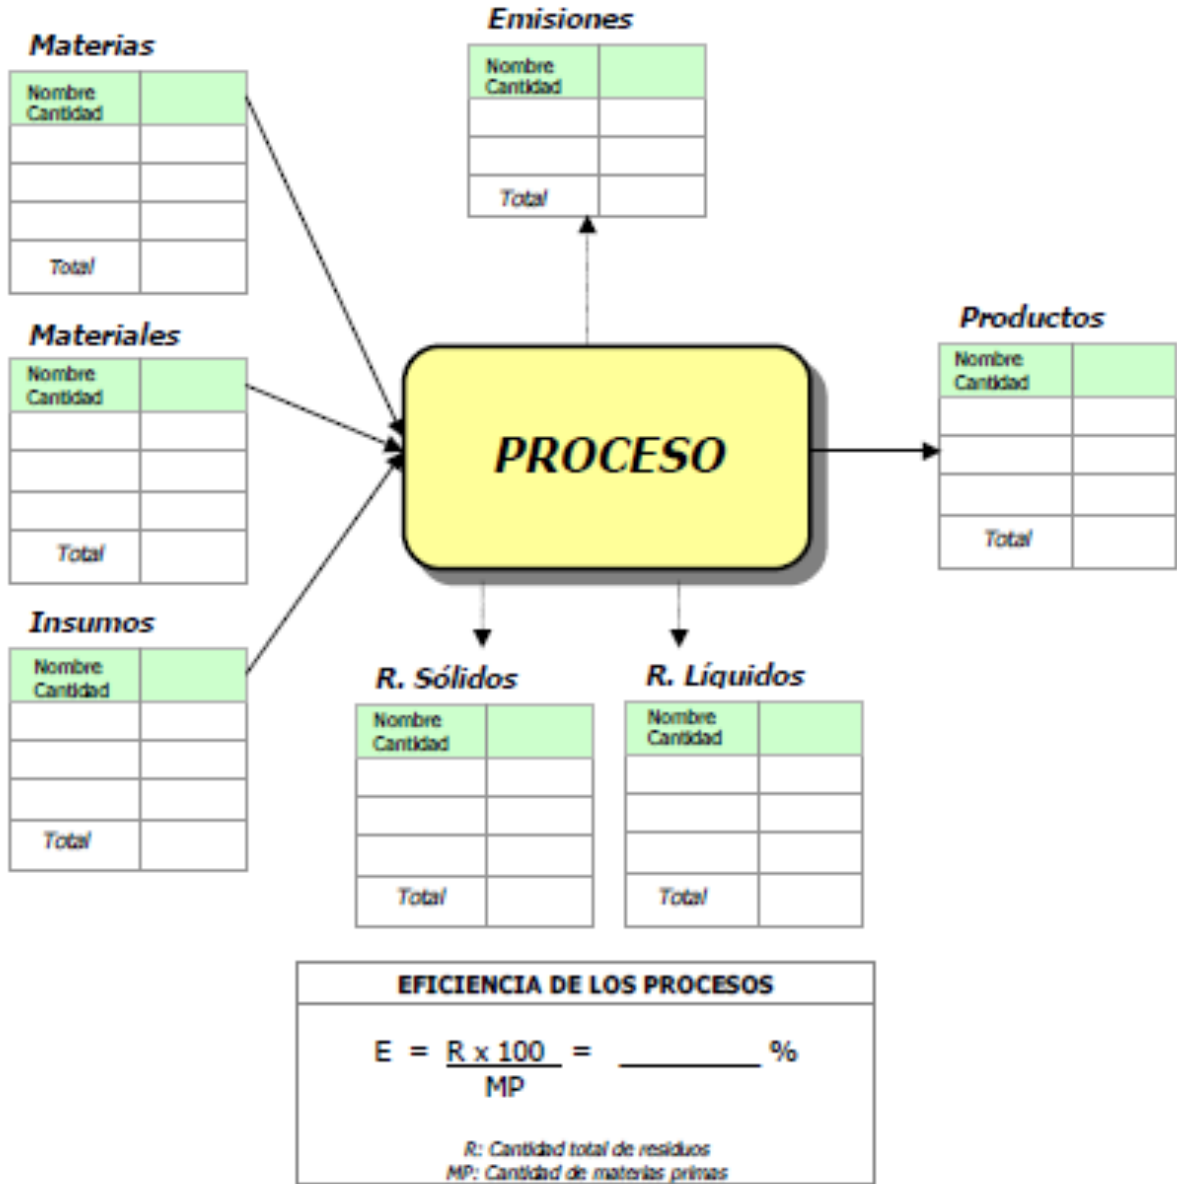 Materias
Nombre
Cantidad
Total
Emisiones
Nombre
Cantidad
Total
Materiales
Nombre
Cantidad
Total
PROCESO
Productos
Nombre
Cantidad
Total
Insumos
Nombre
Cantidad
Total
R. Sólidos
Nombre
Cantidad
Total
R. Líquidos
Nombre
Cantidad
Total
EFICIENCIA DE LOS PROCESOS
E = R x 100 = ________ %
MP
R: Cantidad total de residuos
MP: Cantidad de materias primas